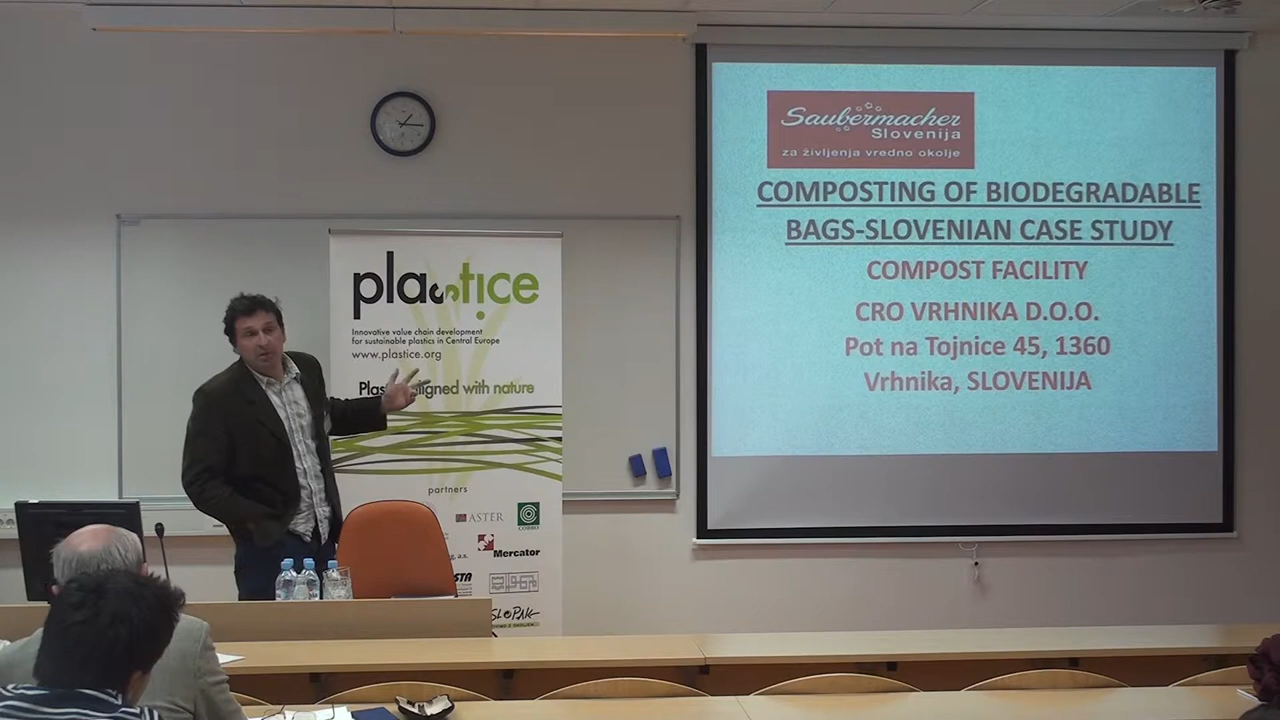 Saubermacher
Slovenija
za življenja vredno okolje
COMPOSTING OF BIODEGRADABLE
BAGS-SLOVENIAN CASE STUDY
COMPOST FACILITY
CRO VRHNIKA D.O.O.
Pot na Tojnice 45, 1360
Vrhnika, SLOVENIJA
plastice
Innovative value chain development
for sustainable plastics in Central Europe
www.plastice.org
with nature
partners
ASTER
Mercator
SLOPAK